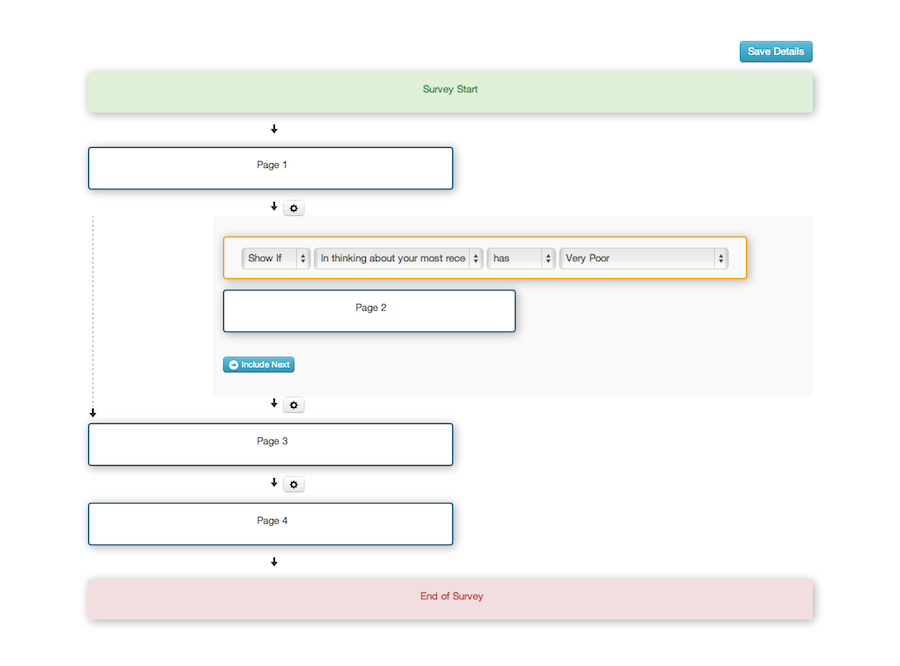 Save Details
Survey Start
Page 1
Show If In thinking about your most rece has Very Poor
Page 2
Include Next
Page 3
Page 4
End of Survey